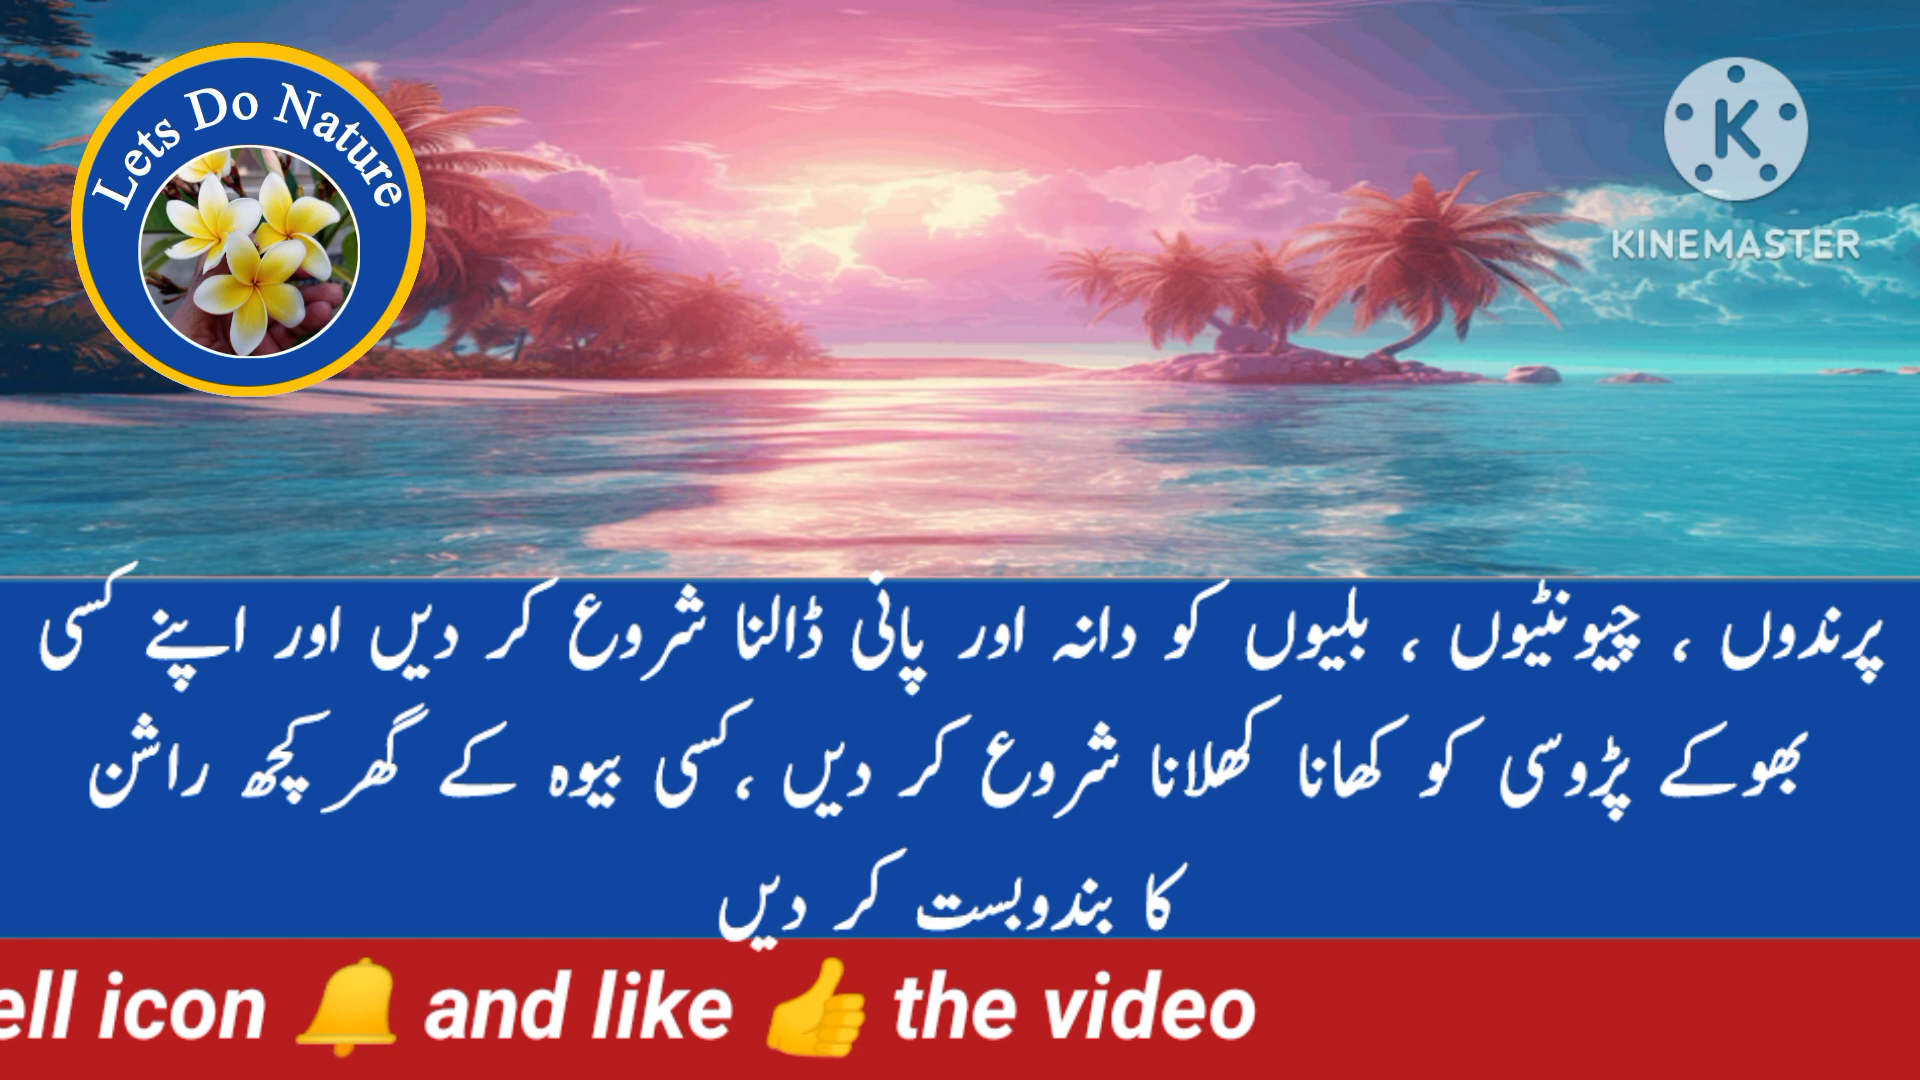 Lets Do Nature
KINEMASTER
پرندوں ، چیونٹیوں ، بلیوں کو دانہ اور پانی ڈالنا شروع کر دیں اور اپنے کسی
بھوکے پڑوسی کو کھانا کھلانا شروع کر دیں ،کسی بیوہ کے گھر کچھ راشن
کا بندوبست کر دیں
ell icon 🔔 and like 👍 the video